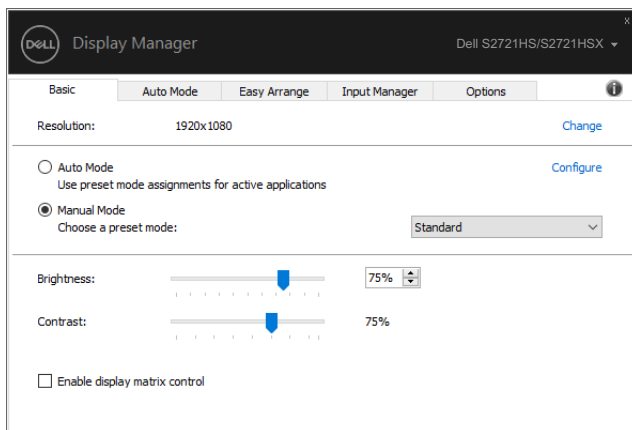 x
DELL Display Manager Dell S2721HS/S2721HSX
Basic Auto Mode Easy Arrange Input Manager Options i
Resolution: 1920x1080 Change
Auto Mode Configure
Use preset mode assignments for active applications
Manual Mode
Choose a preset mode: Standard
Brightness: 75%
Contrast: 75%
Enable display matrix control